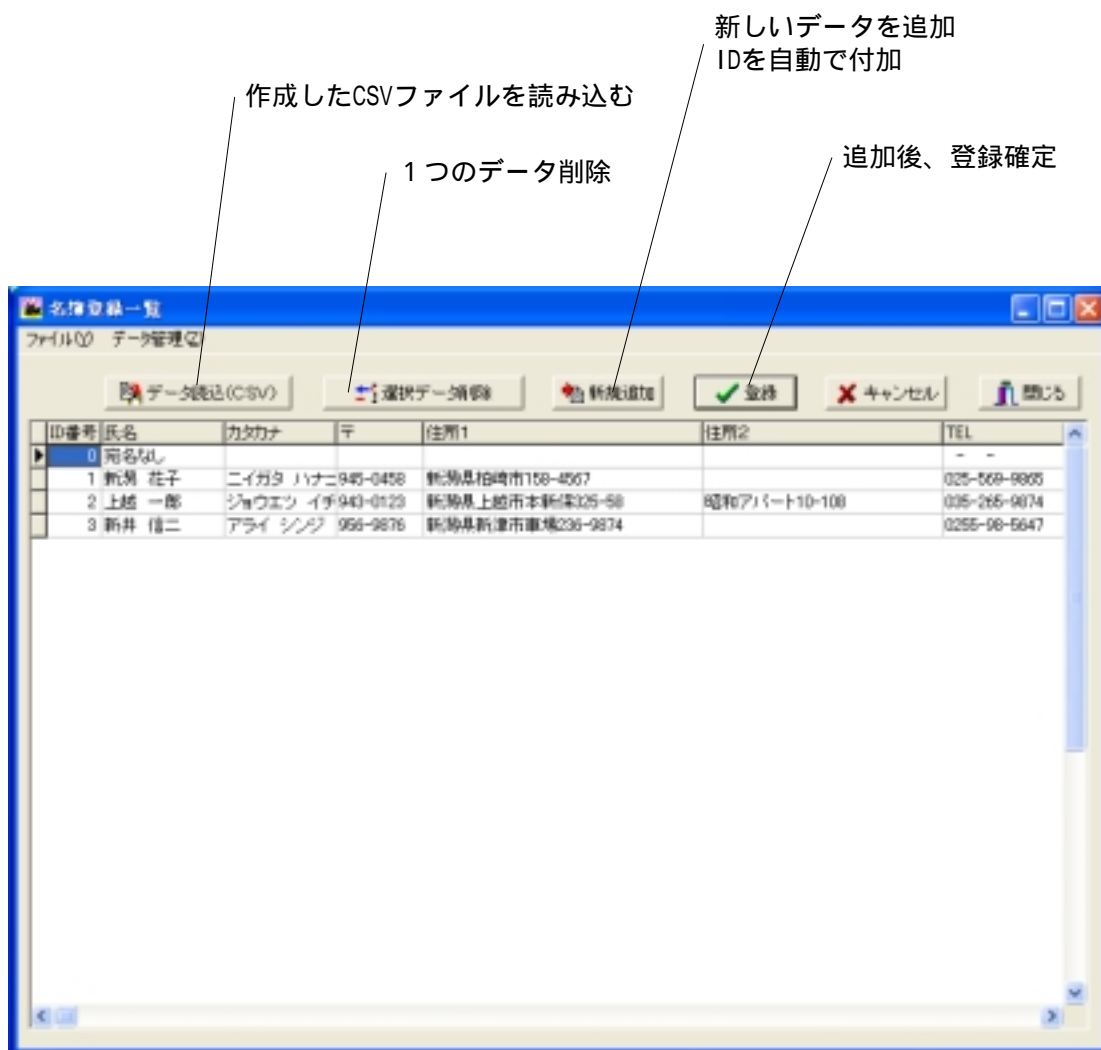 新しいデータを追加
IDを自動で付加
作成したCSVファイルを読み込む
追加後、登録確定
1つのデータ削除
名簿登録一覧
ファイル(Y) データ管理(Z)
データ読込(CSV) 選択データ削除 新規追加 登録 キャンセル 閉じる
ID番号 氏名 カタカナ 〒 住所1 住所2 TEL
0 宛名なし - -
1 新潟 花子 ニイガタ ハナニ 945-0458 新潟県柏崎市158-4567 025-569-9865
2 上越 一郎 ジョウエツ イチ 943-0123 新潟県上越市本新保325-58 昭和アパート10-108 035-265-9874
3 新井 信二 アライ シンジ 956-9876 新潟県新津市車場236-9874 0255-98-5647